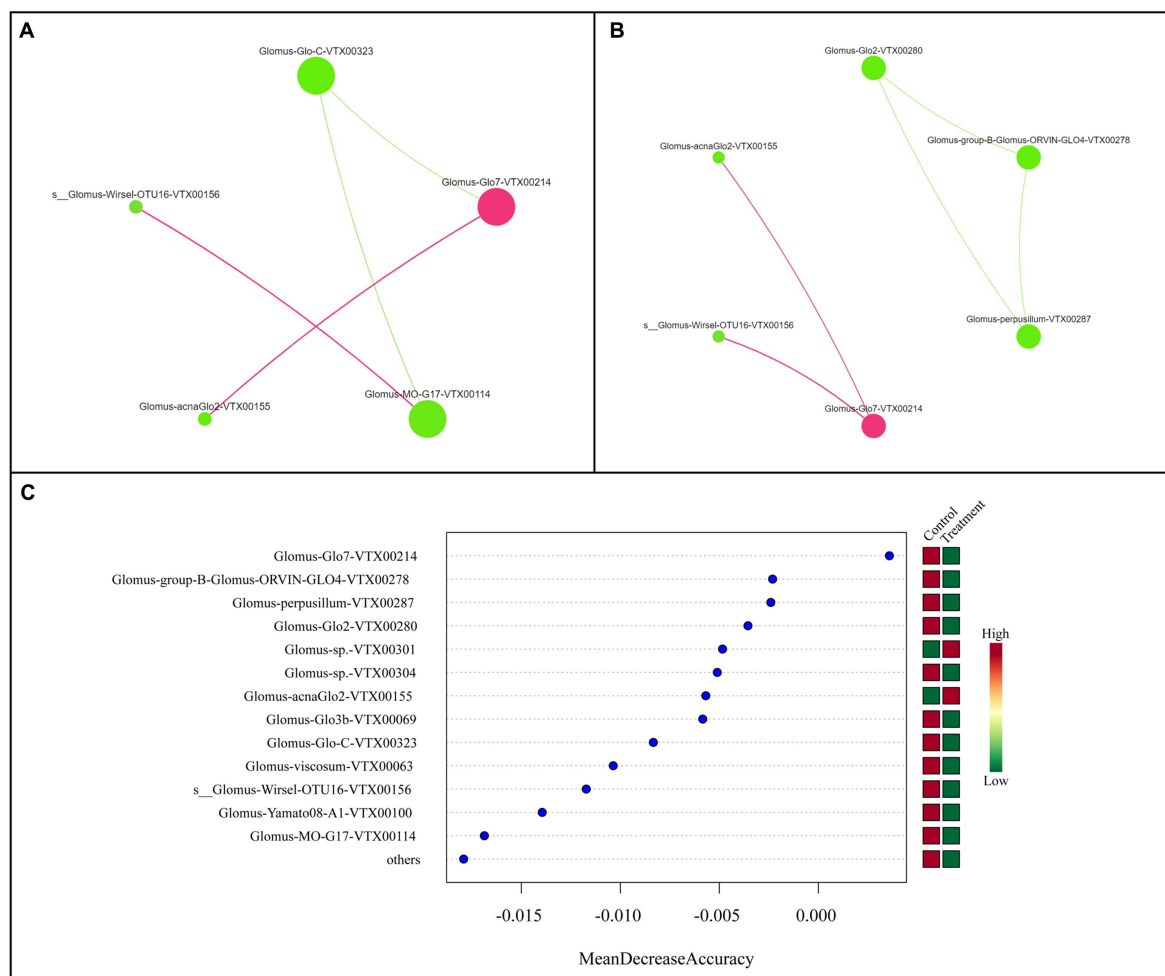 A
Glomus-Glo-C-VTX00323
Glomus-Glo7-VTX00214
s__Glomus-Wirsel-OTU16-VTX00156
Glomus-MO-G17-VTX00114
Glomus-acnaGlo2-VTX00155
B
Glomus-Glo2-VTX00280
Glomus-group-B-Glomus-ORVIN-GLO4-VTX00278
Glomus-acnaGlo2-VTX00155
Glomus-perpusillum-VTX00287
s__Glomus-Wirsel-OTU16-VTX00156
Glomus-Glo7-VTX00214
C
Control
Treatment
Glomus-Glo7-VTX00214
Glomus-group-B-Glomus-ORVIN-GLO4-VTX00278
Glomus-perpusillum-VTX00287
Glomus-Glo2-VTX00280
Glomus-sp.-VTX00301
Glomus-sp.-VTX00304
Glomus-acnaGlo2-VTX00155
Glomus-Glo3b-VTX00069
Glomus-Glo-C-VTX00323
Glomus-viscosum-VTX00063
s__Glomus-Wirsel-OTU16-VTX00156
Glomus-Yamato08-A1-VTX00100
Glomus-MO-G17-VTX00114
others
High
Low
-0.015 -0.010 -0.005 0.000
MeanDecreaseAccuracy